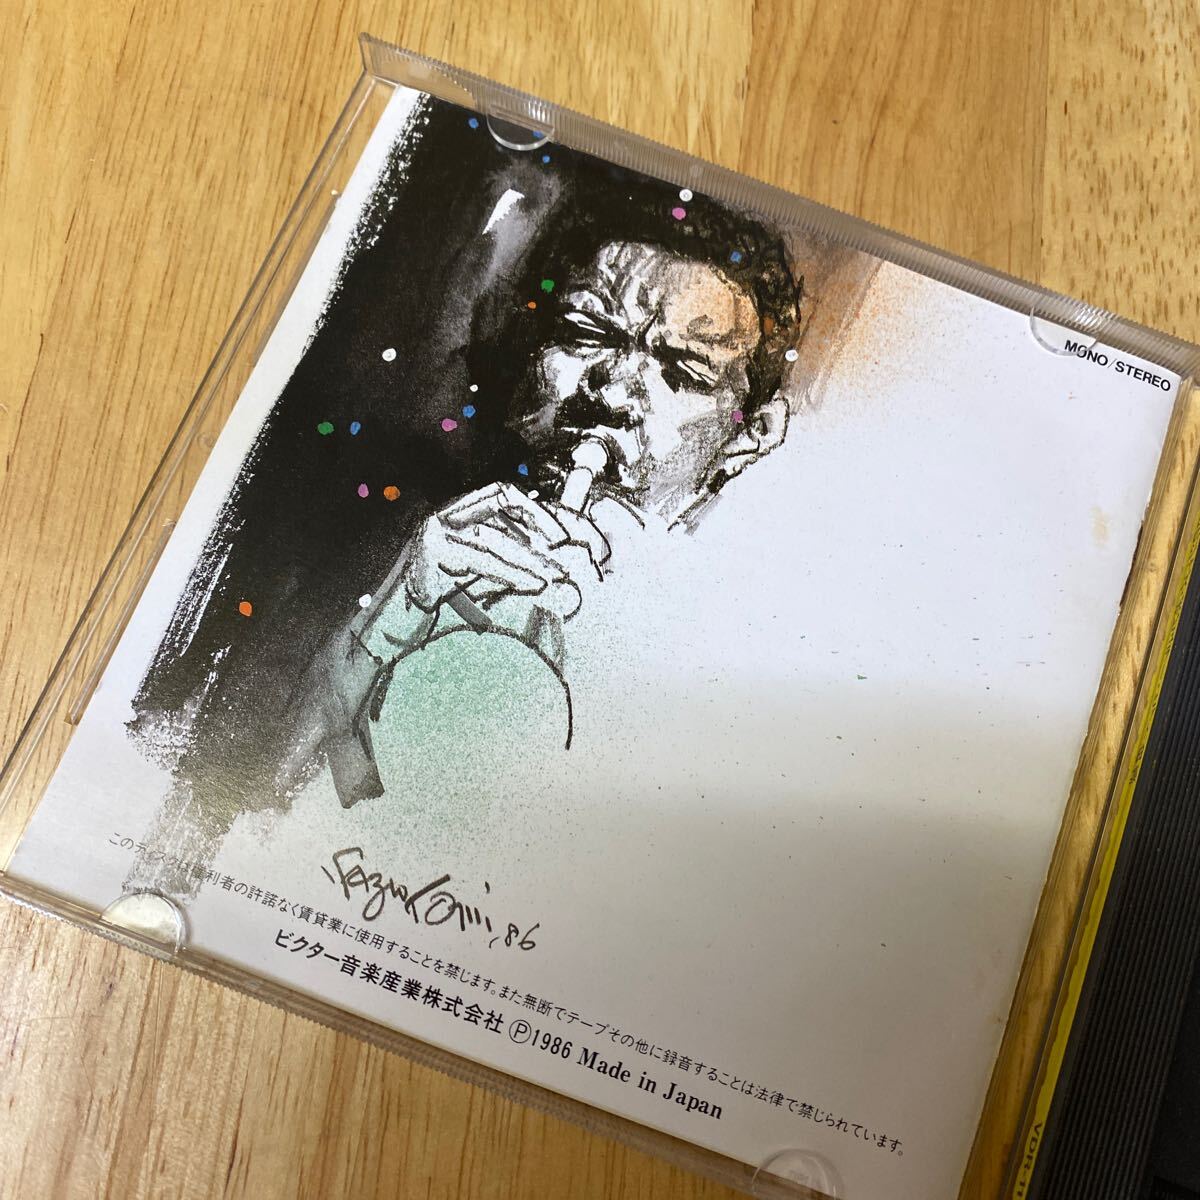 MONO/STEREO
このディスクを権利者の許諾なく賃貸業に使用することを禁じます。また無断でテープその他に録音することは法律で禁じられています。
ビクター音楽産業株式会社 Ⓟ1986 Made in Japan